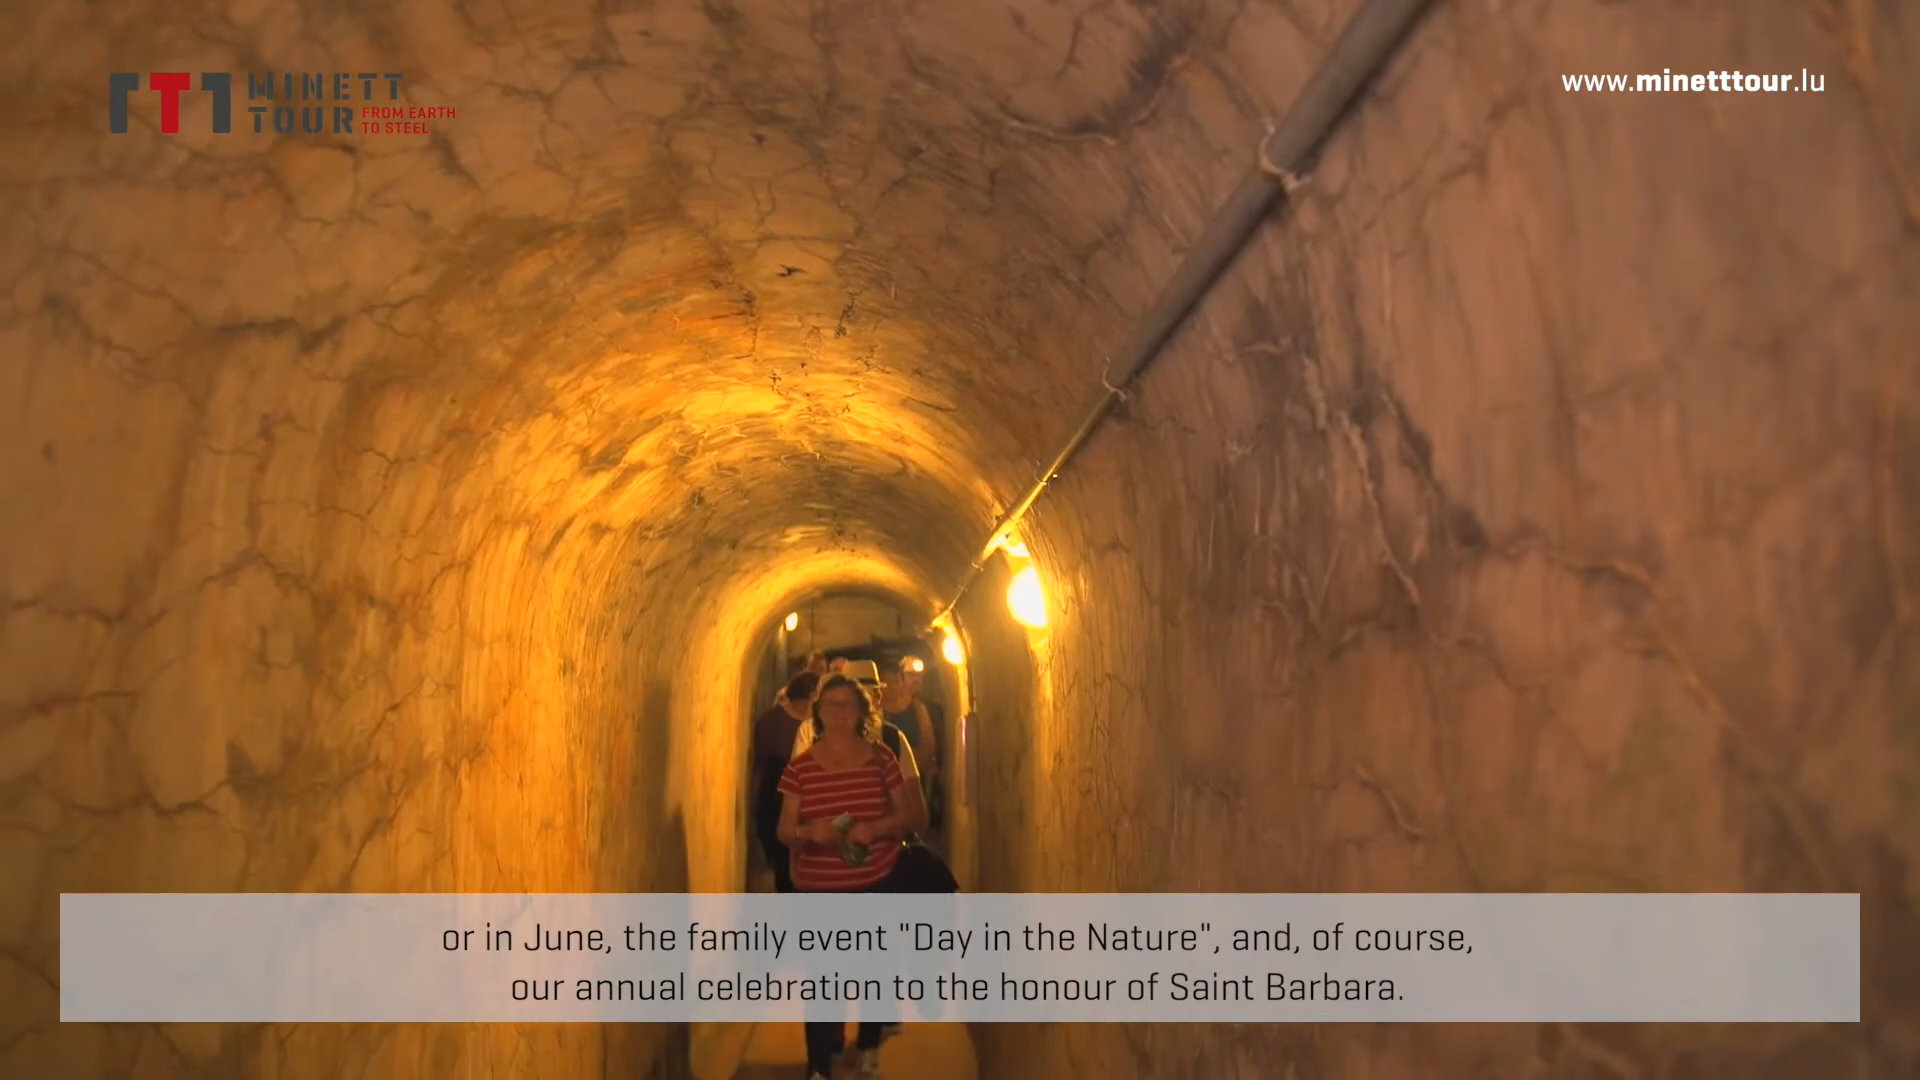 MINETT
TOUR FROM EARTH
TO STEEL
www.minetttour.lu
or in June, the family event "Day in the Nature", and, of course,
our annual celebration to the honour of Saint Barbara.